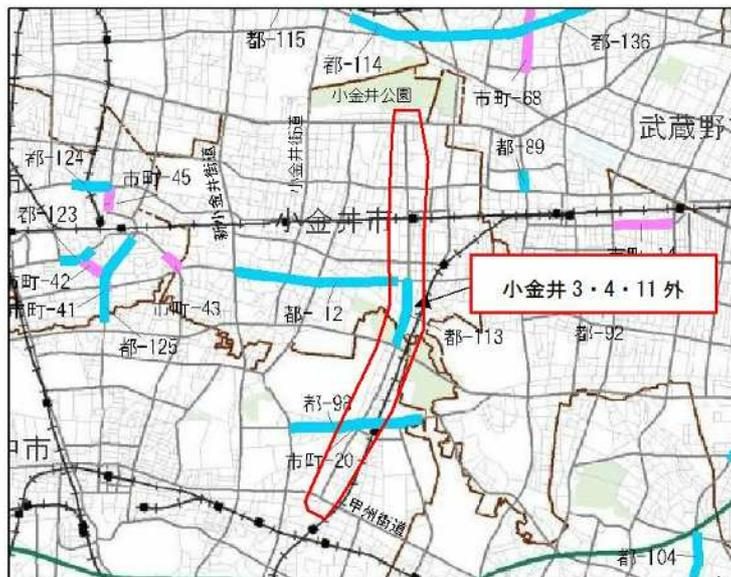 都-115
都-136
都-114
小金井公園
市町-68
武蔵野
都-89
都-124
市町-45
新小金井街道
小金井街道
小金井市
都-123
市町-42
市町-41
市町-43
都-12
小金井 3・4・11 外
都-113
都-92
都-125
市町-20
甲州街道
都-104